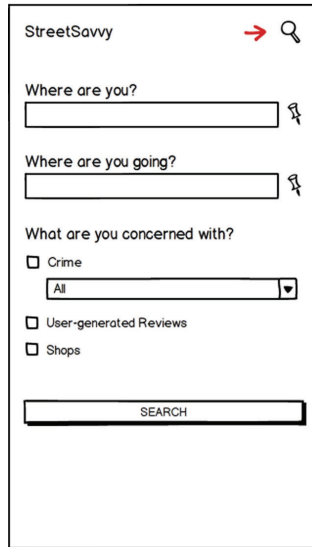 StreetSavvy
Where are you?
Where are you going?
What are you concerned with?
Crime
All
User-generated Reviews
Shops
SEARCH